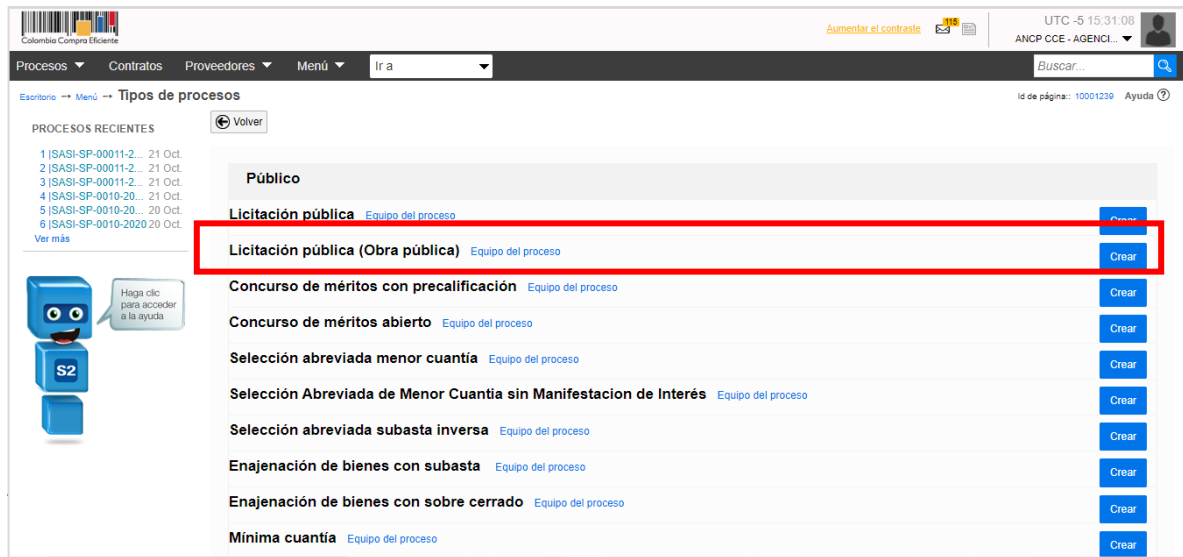 Colombia Compra Eficiente
Aumentar el contraste 115
UTC -5 15:31:08
ANCP CCE - AGENCI...
Procesos Contratos Proveedores Menú Ir a Buscar...
Escritorio → Menú → Tipos de procesos
Id de página:: 10001239 Ayuda ?
PROCESOS RECIENTES
1 |SASI-SP-00011-2... 21 Oct.
2 |SASI-SP-00011-2... 21 Oct.
3 |SASI-SP-00011-2... 21 Oct.
4 |SASI-SP-0010-20... 21 Oct.
5 |SASI-SP-0010-20... 20 Oct.
6 |SASI-SP-0010-2020 20 Oct.
Ver más
Haga clic
para acceder
a la ayuda
S2
Volver
Público
Licitación pública Equipo del proceso Crear
Licitación pública (Obra pública) Equipo del proceso Crear
Concurso de méritos con precalificación Equipo del proceso Crear
Concurso de méritos abierto Equipo del proceso Crear
Selección abreviada menor cuantía Equipo del proceso Crear
Selección Abreviada de Menor Cuantia sin Manifestacion de Interés Equipo del proceso Crear
Selección abreviada subasta inversa Equipo del proceso Crear
Enajenación de bienes con subasta Equipo del proceso Crear
Enajenación de bienes con sobre cerrado Equipo del proceso Crear
Mínima cuantía Equipo del proceso Crear